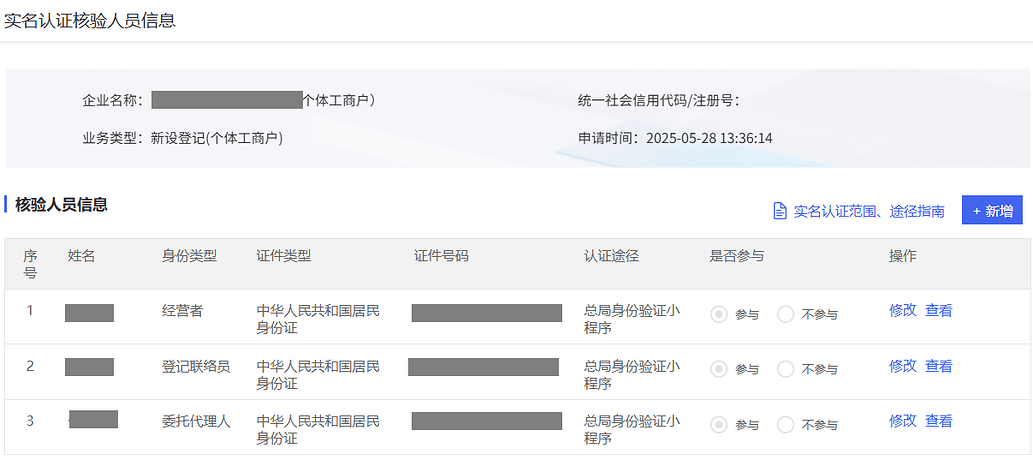 实名认证核验人员信息
企业名称： 个体工商户）
统一社会信用代码/注册号：
业务类型：新设登记(个体工商户)
申请时间：2025-05-28 13:36:14
核验人员信息
实名认证范围、途径指南
+ 新增
序号 姓名 身份类型 证件类型 证件号码 认证途径 是否参与 操作
1 经营者 中华人民共和国居民 总局身份验证小 参与 不参与 修改 查看
身份证 程序
2 登记联络员 中华人民共和国居民 总局身份验证小 参与 不参与 修改 查看
身份证 程序
3 委托代理人 中华人民共和国居民 总局身份验证小 参与 不参与 修改 查看
身份证 程序